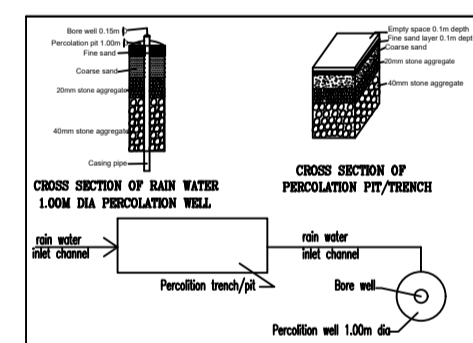 Bore well 0.15m
Percolation pit 1.00m
Fine sand
Coarse sand
20mm stone aggregate
40mm stone aggregate
Casing pipe
CROSS SECTION OF RAIN WATER
1.00M DIA PERCOLATION WELL
Empty space 0.1m depth
Fine sand layer 0.1m dept
Coarse sand
20mm stone aggregate
40mm stone aggregate
CROSS SECTION OF
PERCOLATION PIT/TRENCH
rain water
inlet channel
Percolition trench/pit
rain water
inlet channel
Bore well
Percolition well 1.00m dia